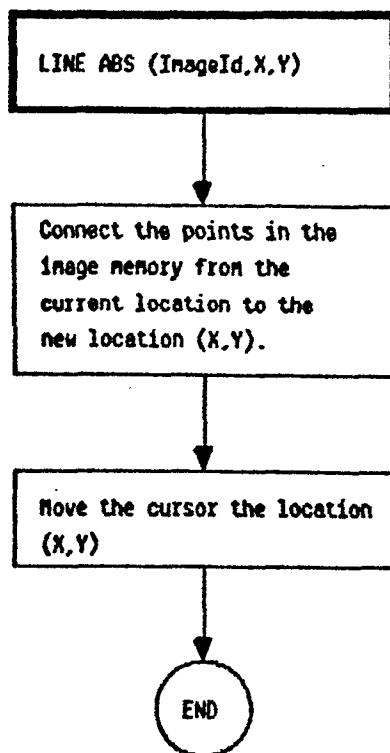 LINE ABS (ImageId,X,Y)
Connect the points in the
image memory from the
current location to the
new location (X,Y).
Move the cursor the location
(X,Y)
END